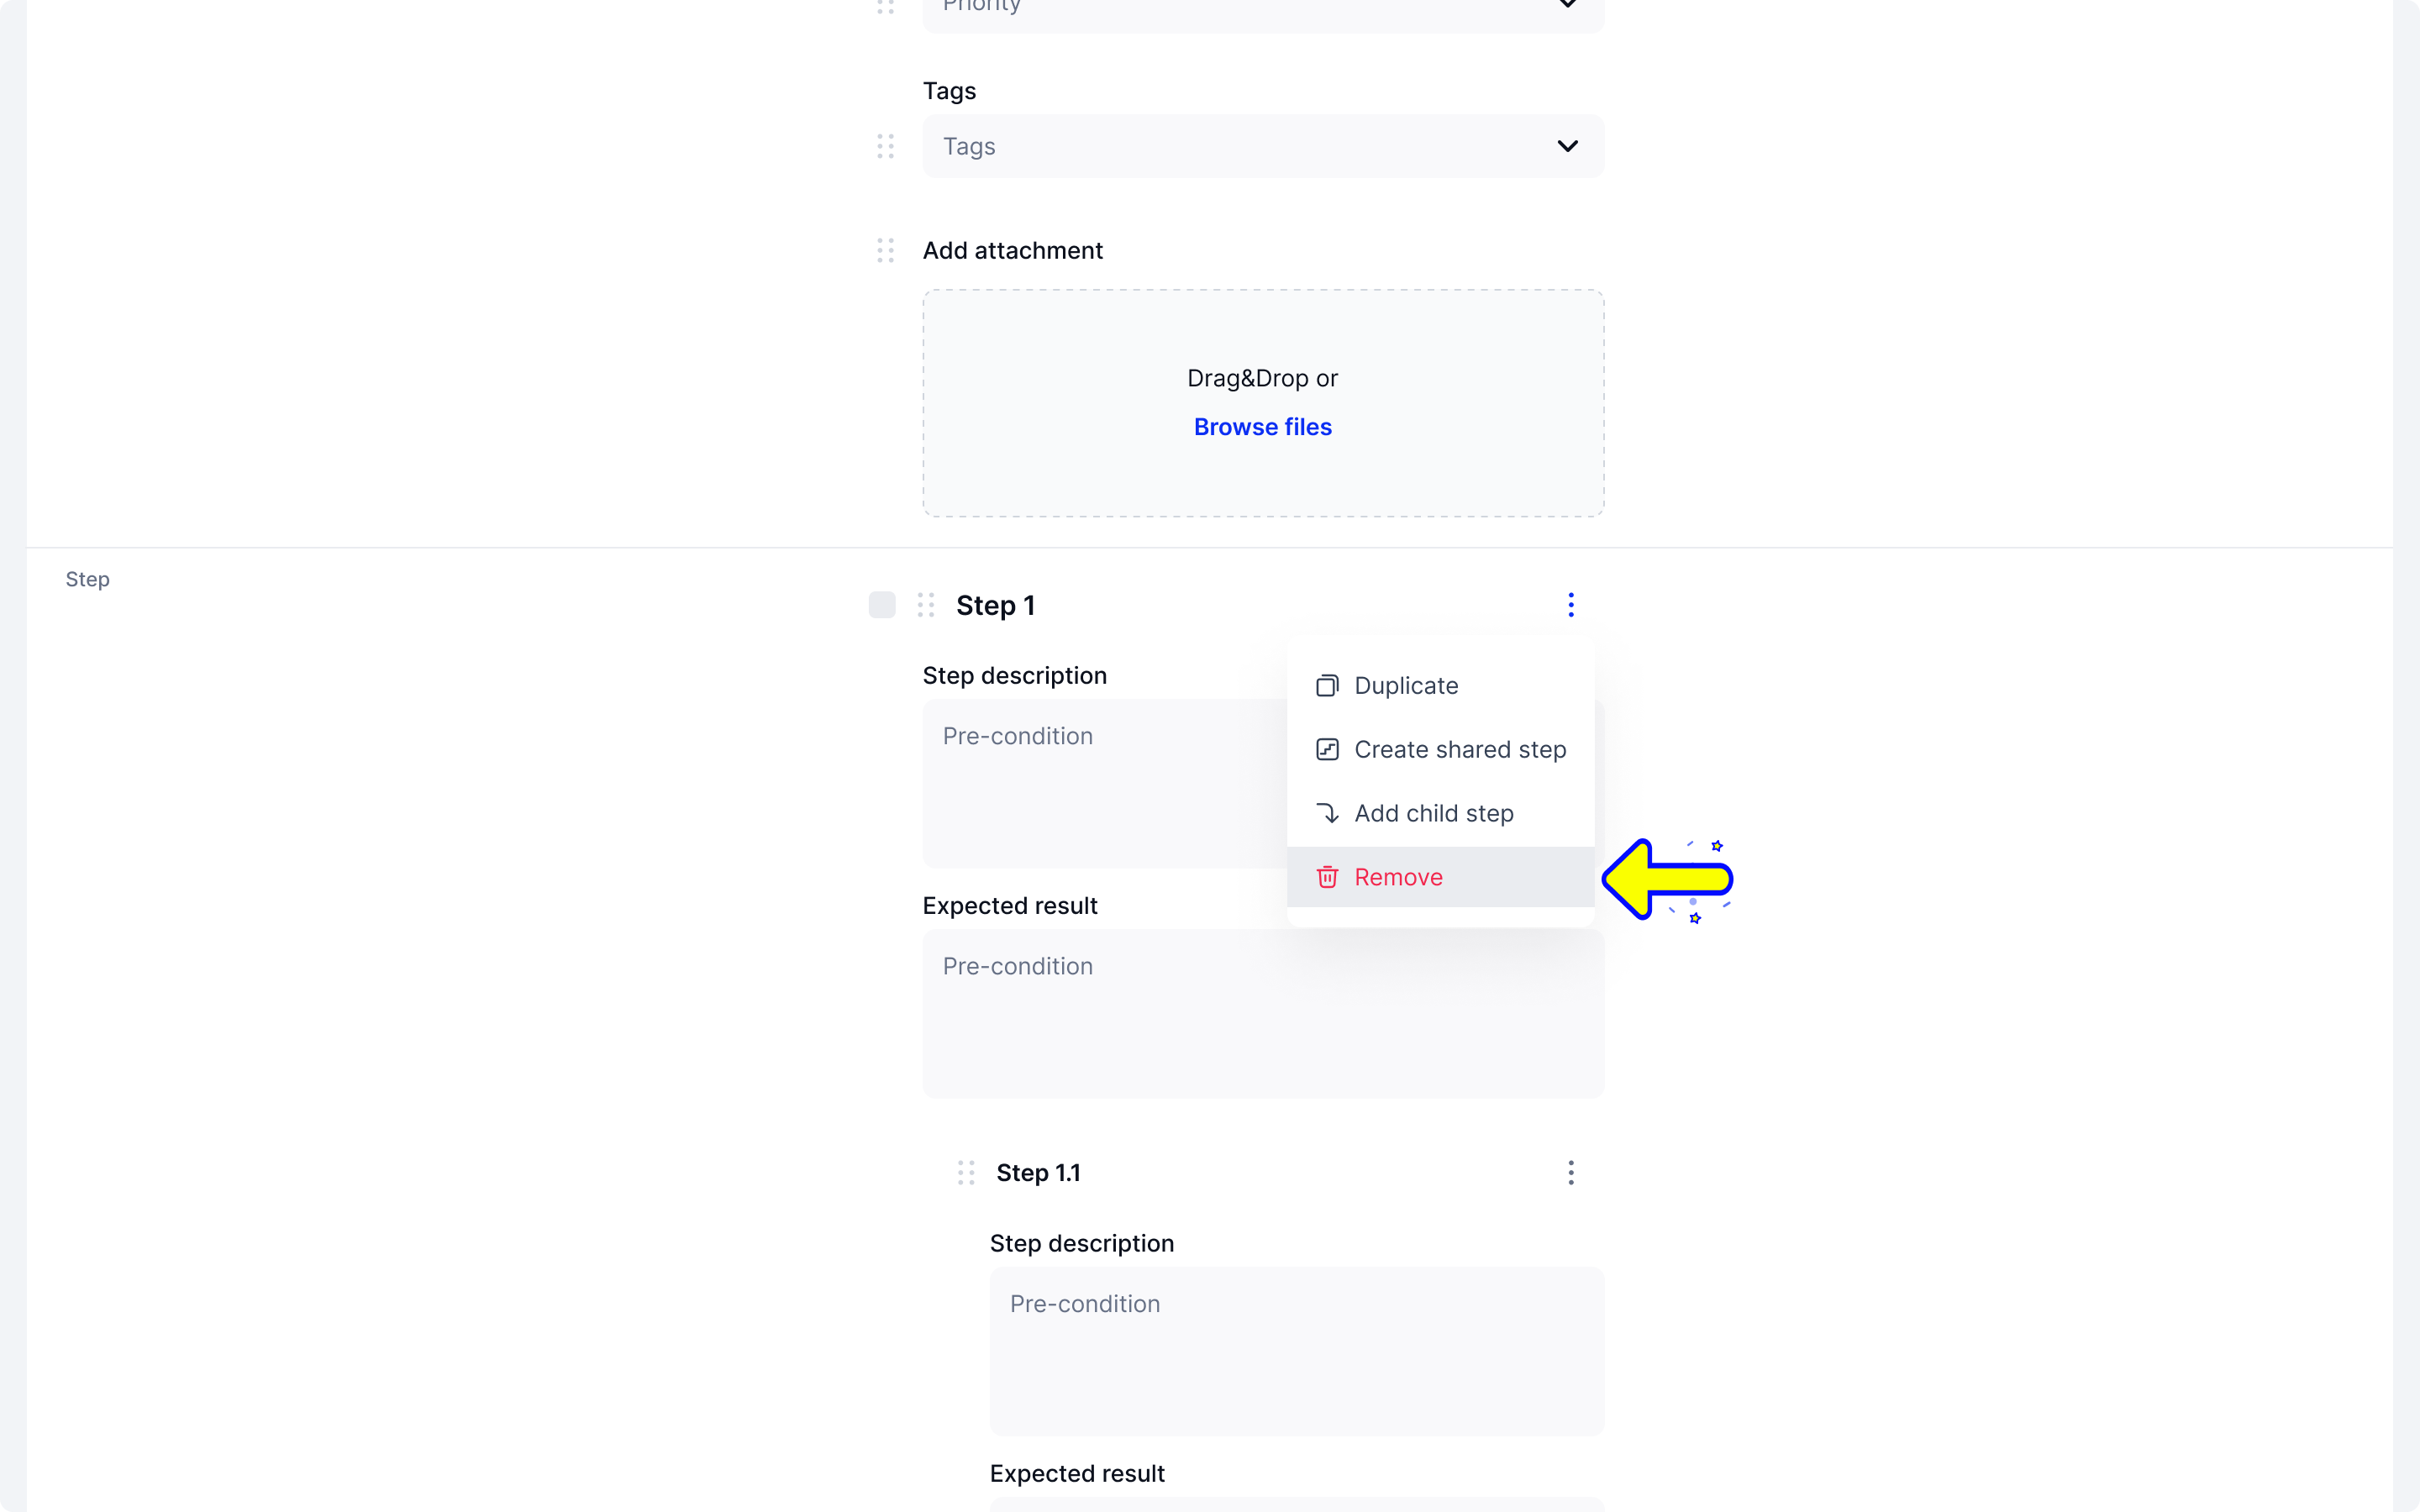 Priority
Tags
Tags
Add attachment
Drag&Drop or
Browse files
Step
Step 1
Step description
Pre-condition
Duplicate
Create shared step
Add child step
Remove
Expected result
Pre-condition
Step 1.1
Step description
Pre-condition
Expected result